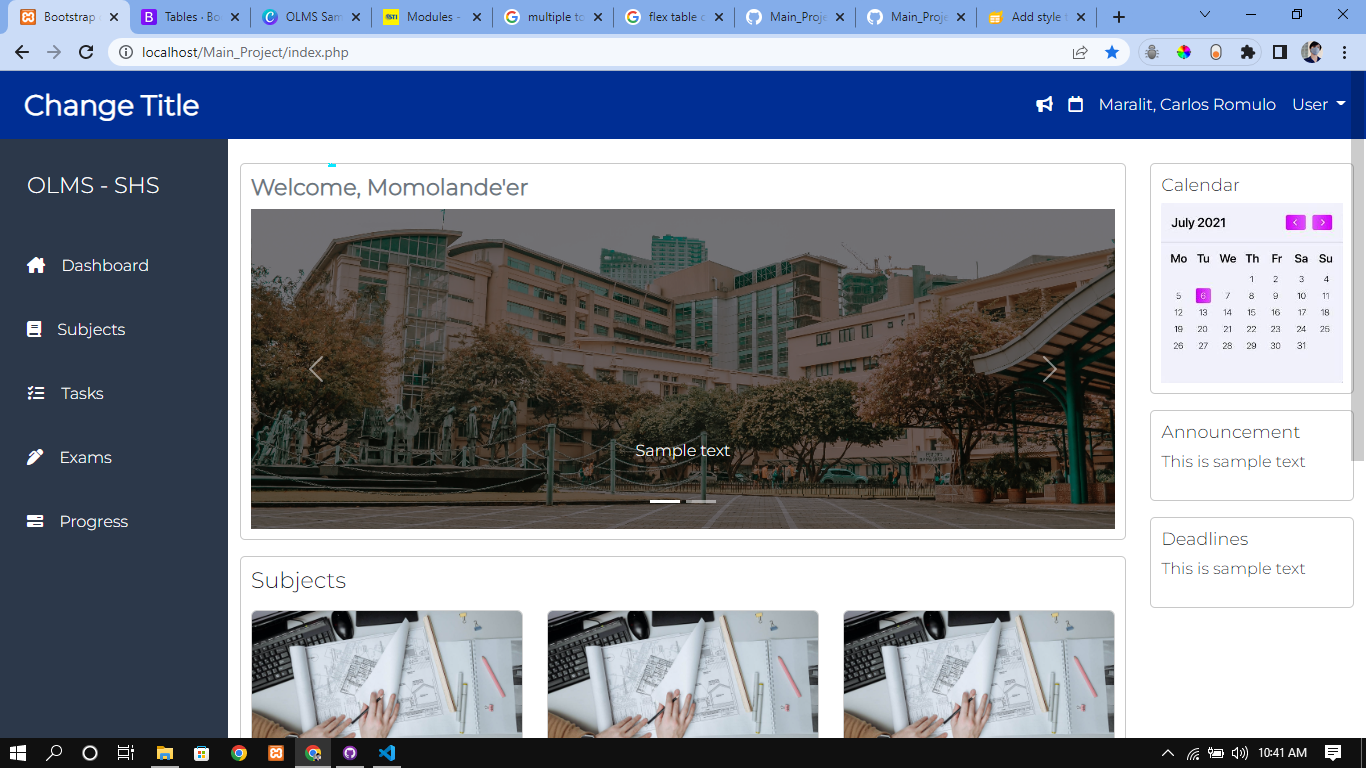 Bootstrap
Tables - Bo
OLMS Sam
STI
Modules -
multiple to
flex table c
Main_Proje
Main_Proje
Add style t
localhost/Main_Project/index.php
Change Title
Maralit, Carlos Romulo
User
OLMS - SHS
Dashboard
Subjects
Tasks
Exams
Progress
Welcome, Momolande'er
Sample text
Subjects
Calendar
July 2021
Mo Tu We Th Fr Sa Su
1 2 3 4
5 6 7 8 9 10 11
12 13 14 15 16 17 18
19 20 21 22 23 24 25
26 27 28 29 30 31
Announcement
This is sample text
Deadlines
This is sample text
10:41 AM